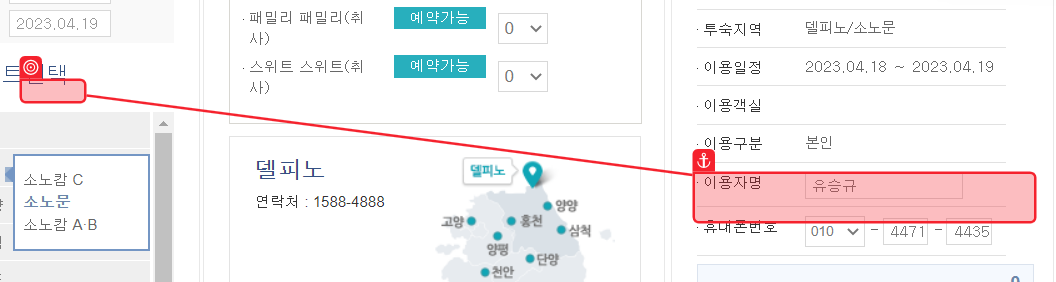 2023.04.19
택
소노캄 C
소노문
소노캄 A·B
· 패밀리 패밀리(취사)
예약가능
0
· 스위트 스위트(취사)
예약가능
0
델피노
연락처 : 1588-4888
델피노
양양
고양
홍천
삼척
양평
단양
천안
· 투숙지역
델피노/소노문
· 이용일정
2023.04.18 ~ 2023.04.19
· 이용객실
· 이용구분
본인
· 이용자명
유승규
· 휴대폰번호
010
- 4471 - 4435